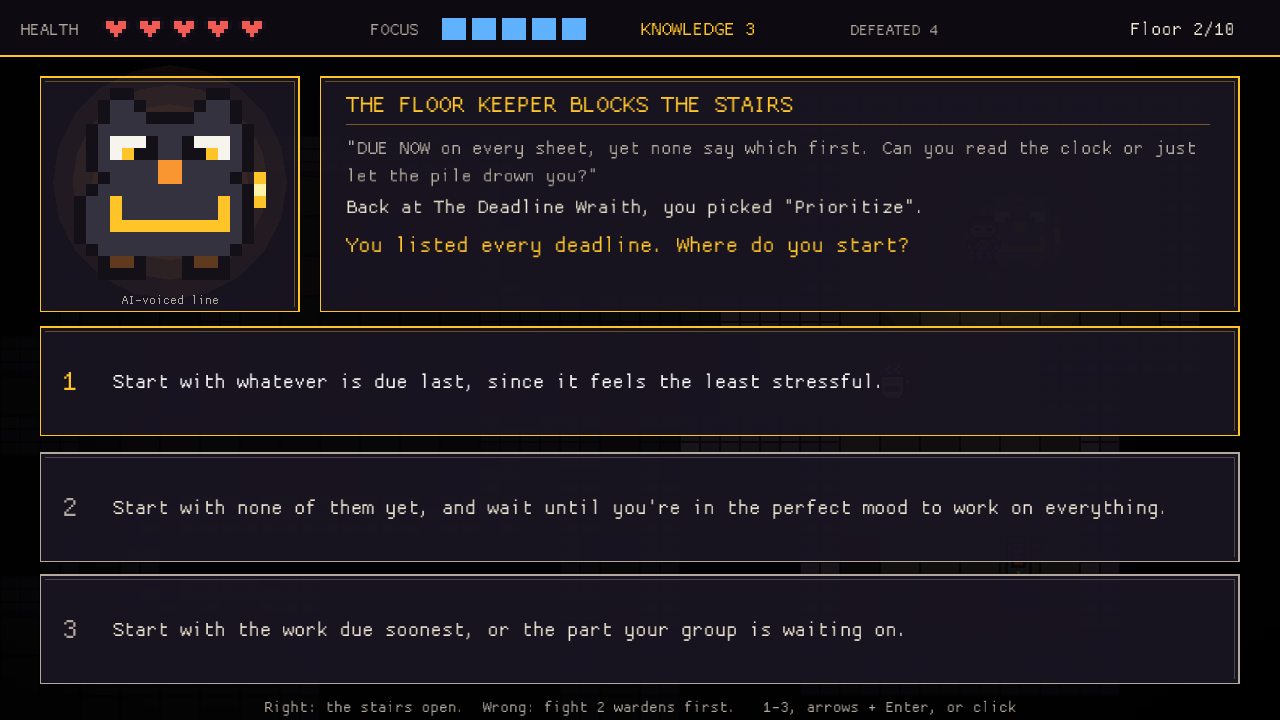 HEALTH FOCUS KNOWLEDGE 3 DEFEATED 4 Floor 2/10
THE FLOOR KEEPER BLOCKS THE STAIRS
"DUE NOW on every sheet, yet none say which first. Can you read the clock or just
let the pile drown you?"
Back at The Deadline Wraith, you picked "Prioritize".
You listed every deadline. Where do you start?
AI-voiced line
1 Start with whatever is due last, since it feels the least stressful.
2 Start with none of them yet, and wait until you're in the perfect mood to work on everything.
3 Start with the work due soonest, or the part your group is waiting on.
Right: the stairs open. Wrong: fight 2 wardens first. 1-3, arrows + Enter, or click